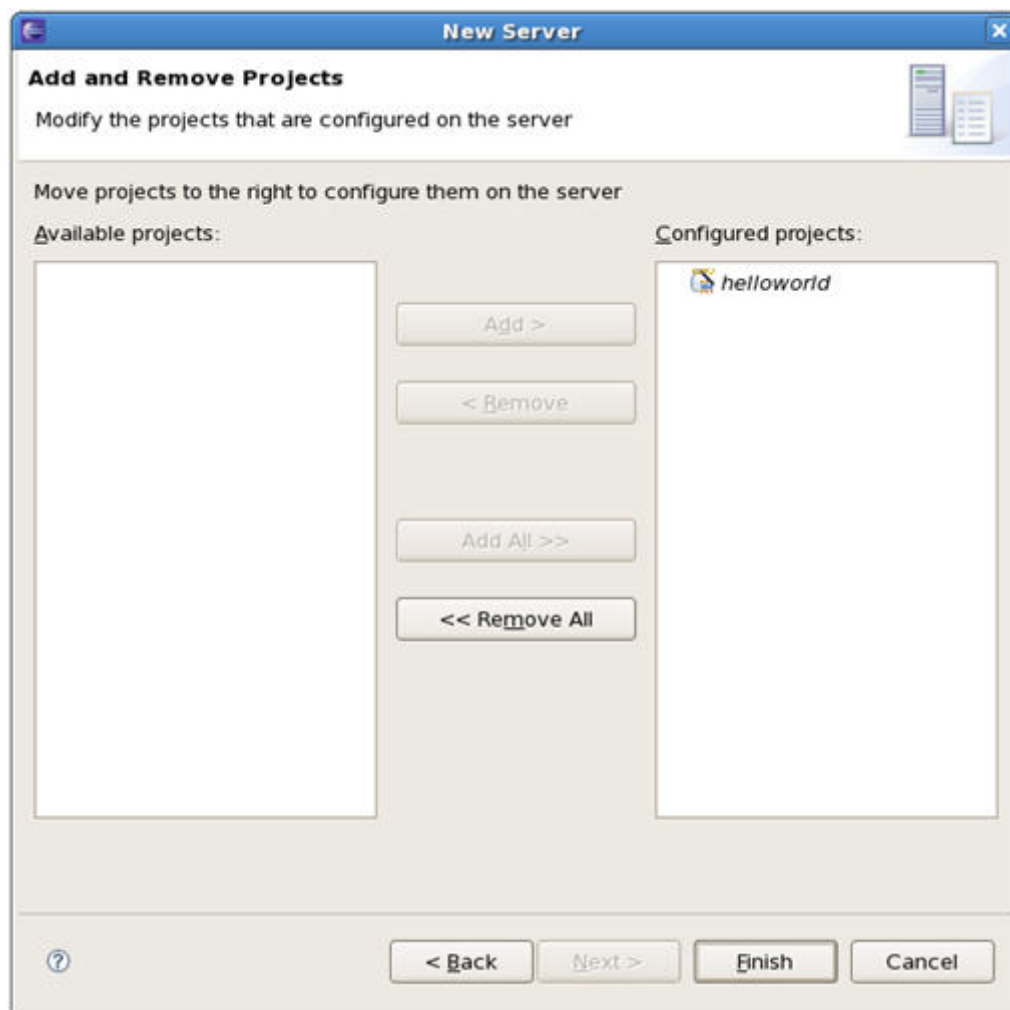 New Server
Add and Remove Projects
Modify the projects that are configured on the server
Move projects to the right to configure them on the server
Available projects:
Configured projects:
helloworld
Add >
< Remove
Add All >>
<< Remove All
?
< Back
Next >
Finish
Cancel